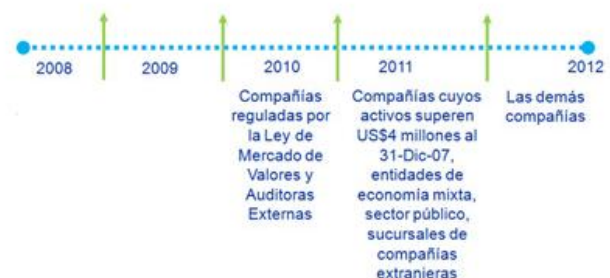 2008 2009 2010 2011 2012
Compañías
reguladas por
la Ley de
Mercado de
Valores y
Auditoras
Externas
Compañías cuyos
activos superen
US$4 millones al
31-Dic-07,
entidades de
economía mixta,
sector público,
sucursales de
compañías
extranjeras
Las demás
compañías